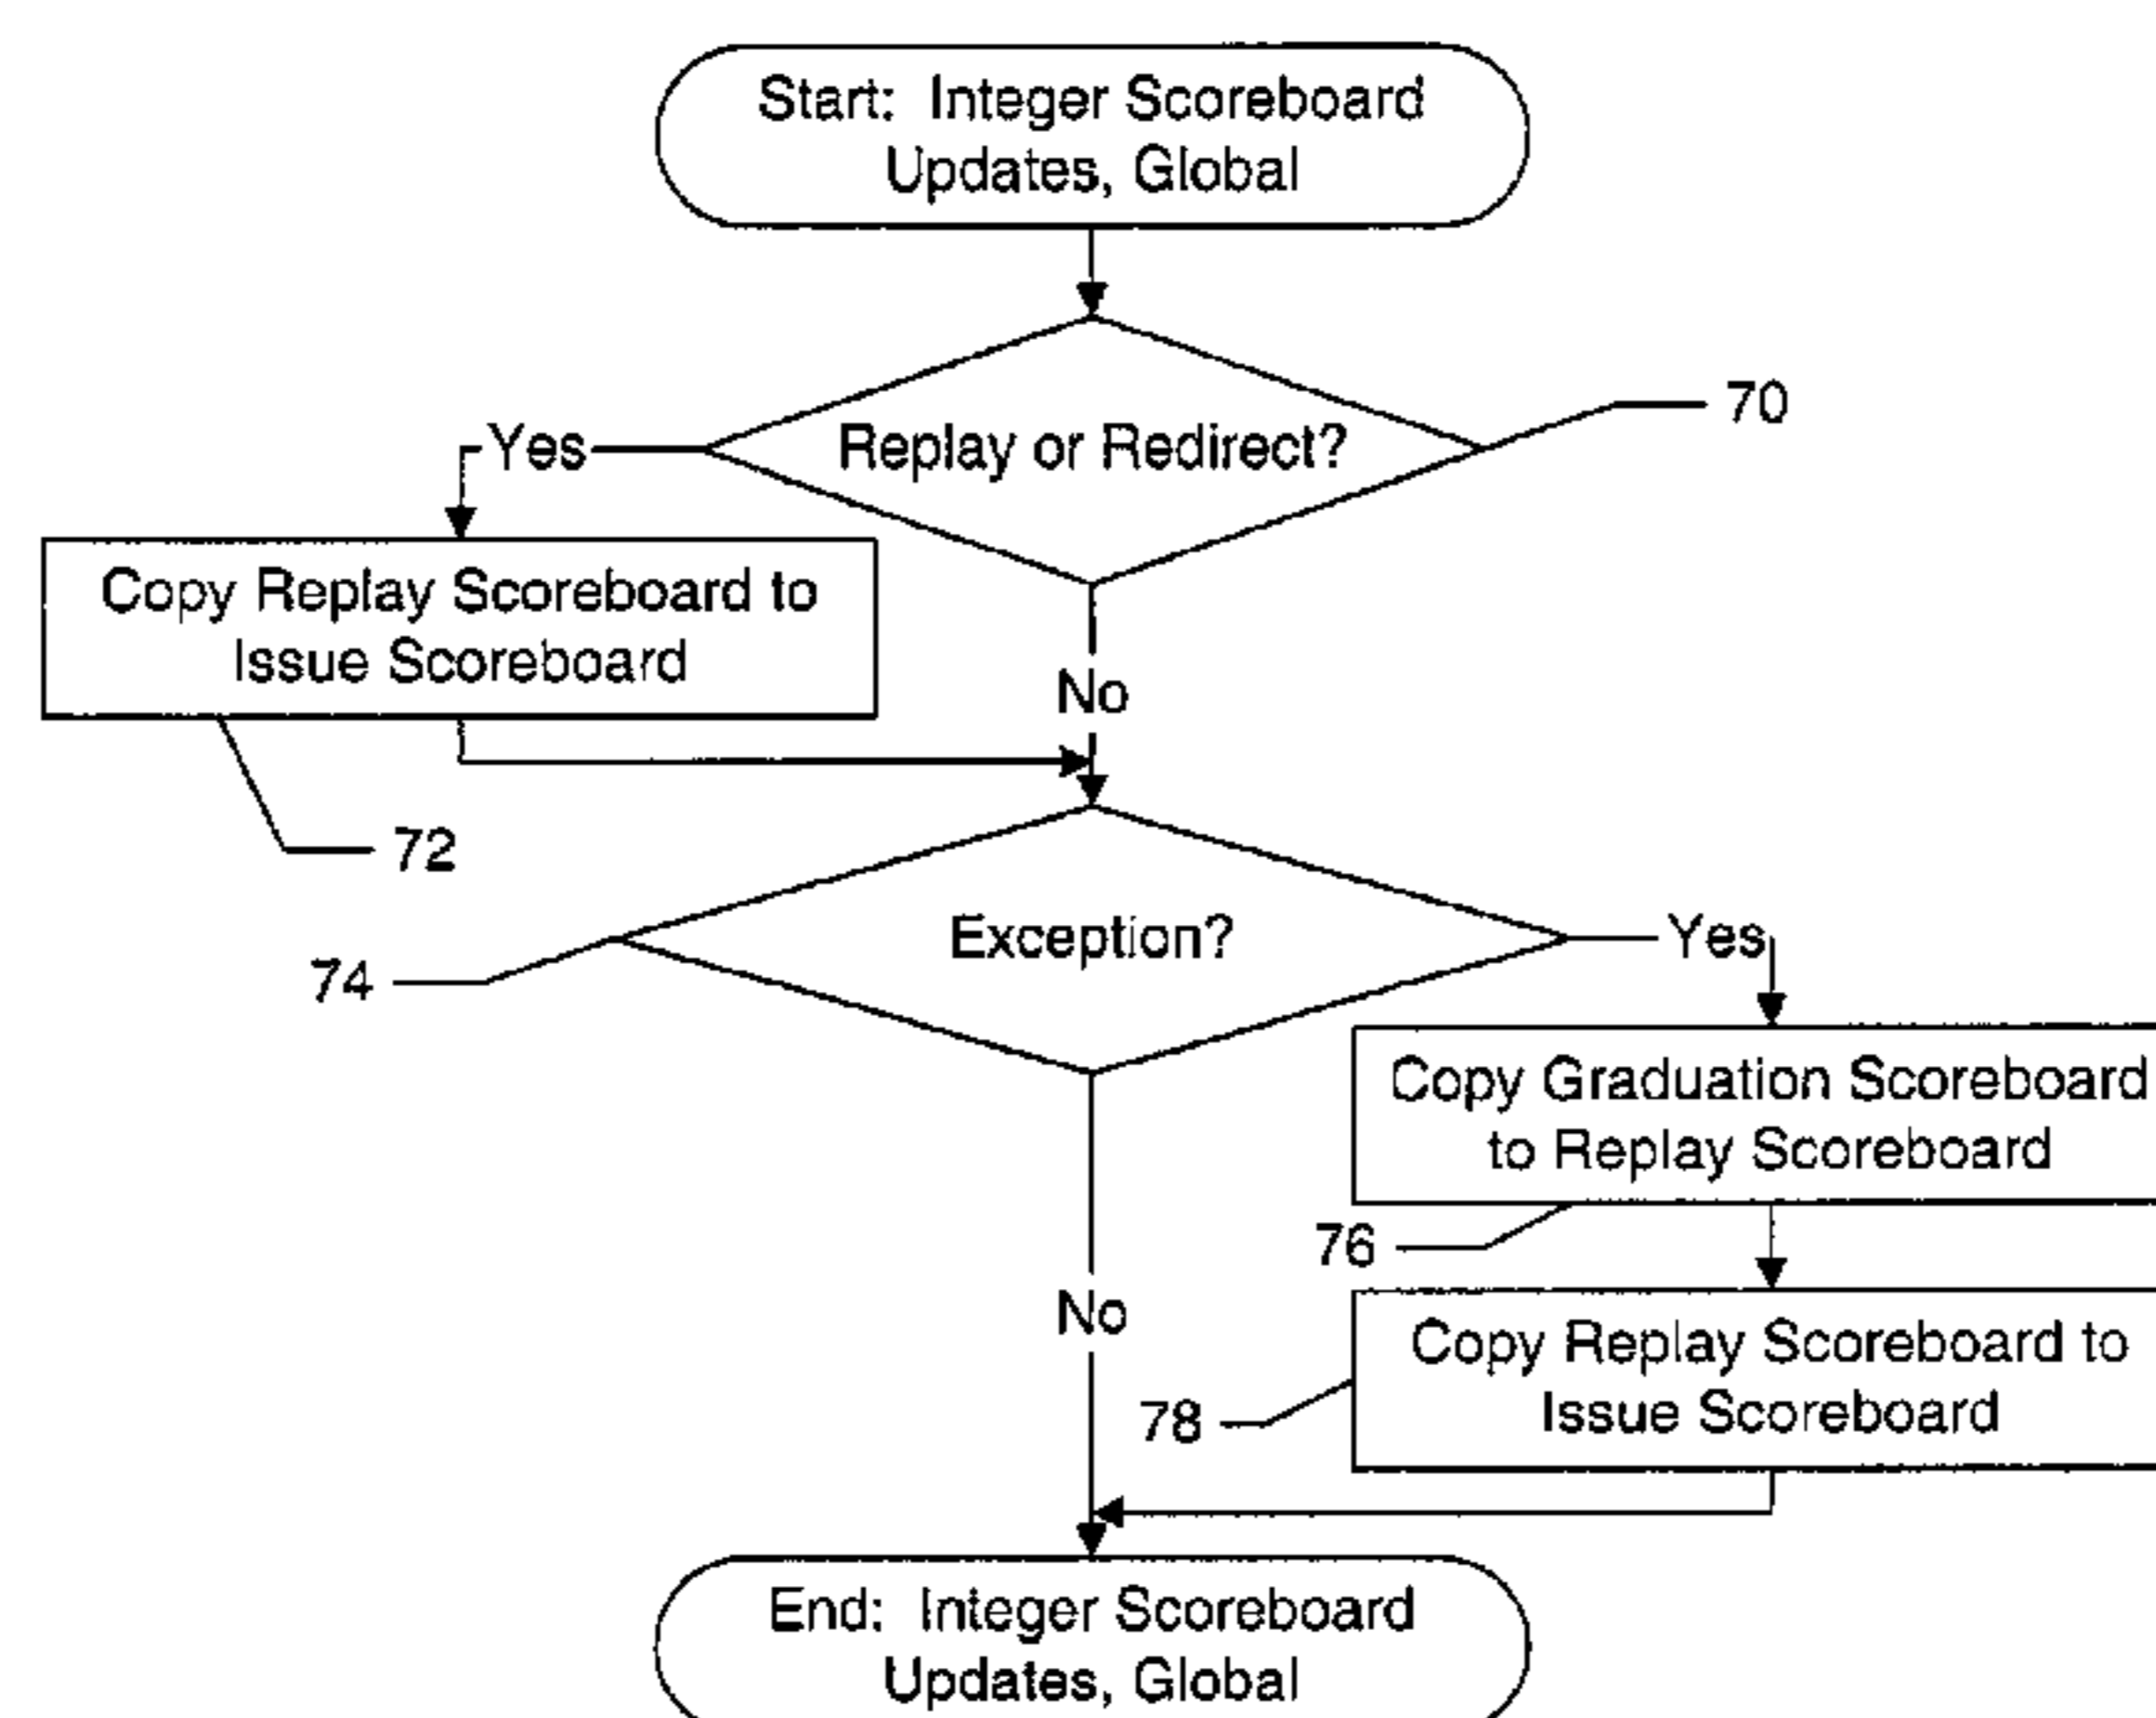 Start: Integer Scoreboard
Updates, Global
Replay or Redirect?
70
Yes
Copy Replay Scoreboard to
Issue Scoreboard
No
72
Exception?
Yes
74
Copy Graduation Scoreboard
to Replay Scoreboard
76
No
Copy Replay Scoreboard to
Issue Scoreboard
78
End: Integer Scoreboard
Updates, Global